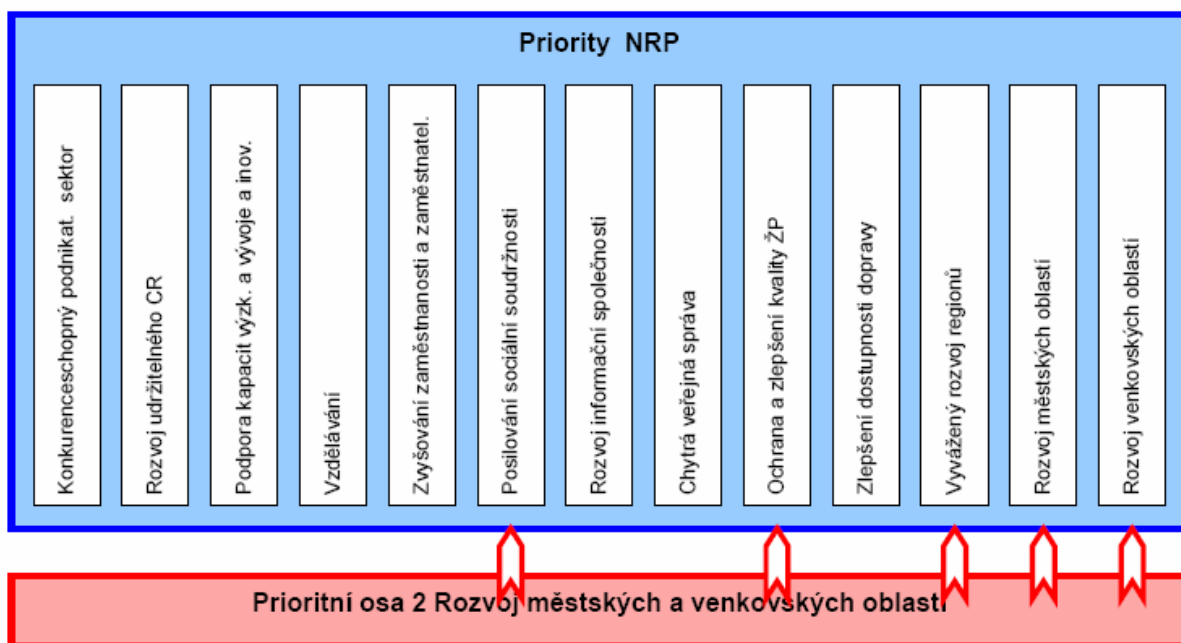 Priority NRP
Konkurenceschopný podnikat. sektor
Rozvoj udržitelného CR
Podpora kapacit výzk. a vývoje a inov.
Vzdělávání
Zvyšování zaměstnanosti a zaměstnatel.
Posilování sociální soudržnosti
Rozvoj informační společnosti
Chytrá veřejná správa
Ochrana a zlepšení kvality ŽP
Zlepšení dostupnosti dopravy
Vyvážený rozvoj regionů
Rozvoj městských oblastí
Rozvoj venkovských oblastí
Prioritní osa 2 Rozvoj městských a venkovských oblastí